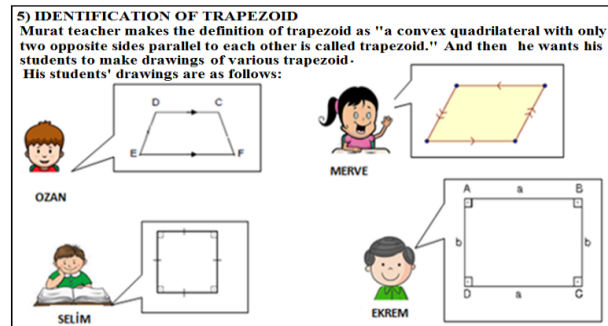 5) IDENTIFICATION OF TRAPEZOID
Murat teacher makes the definition of trapezoid as "a convex quadrilateral with only
two opposite sides parallel to each other is called trapezoid." And then he wants his
students to make drawings of various trapezoid.
His students' drawings are as follows:
D C
E F
OZAN
MERVE
SELİM
A a B
b b
D a C
EKREM